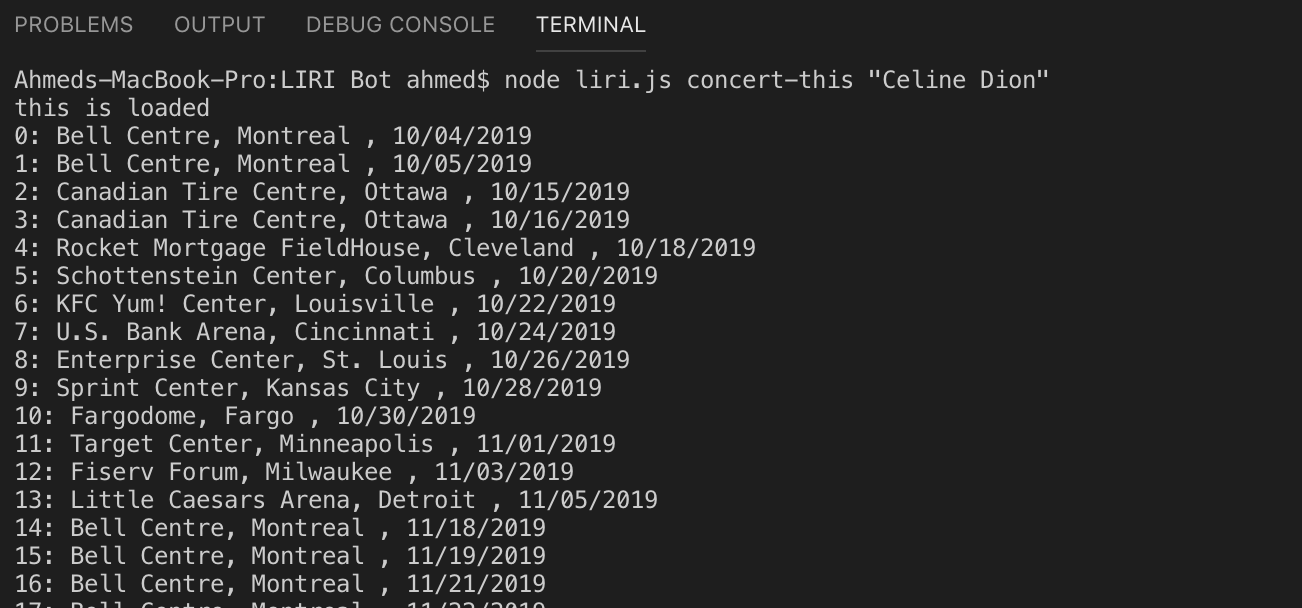 PROBLEMS OUTPUT DEBUG CONSOLE TERMINAL
Ahmeds-MacBook-Pro:LIRI Bot ahmed$ node liri.js concert-this "Celine Dion"
this is loaded
0: Bell Centre, Montreal , 10/04/2019
1: Bell Centre, Montreal , 10/05/2019
2: Canadian Tire Centre, Ottawa , 10/15/2019
3: Canadian Tire Centre, Ottawa , 10/16/2019
4: Rocket Mortgage FieldHouse, Cleveland , 10/18/2019
5: Schottenstein Center, Columbus , 10/20/2019
6: KFC Yum! Center, Louisville , 10/22/2019
7: U.S. Bank Arena, Cincinnati , 10/24/2019
8: Enterprise Center, St. Louis , 10/26/2019
9: Sprint Center, Kansas City , 10/28/2019
10: Fargodome, Fargo , 10/30/2019
11: Target Center, Minneapolis , 11/01/2019
12: Fiserv Forum, Milwaukee , 11/03/2019
13: Little Caesars Arena, Detroit , 11/05/2019
14: Bell Centre, Montreal , 11/18/2019
15: Bell Centre, Montreal , 11/19/2019
16: Bell Centre, Montreal , 11/21/2019
17: Bell Centre, Montreal , 11/22/2019